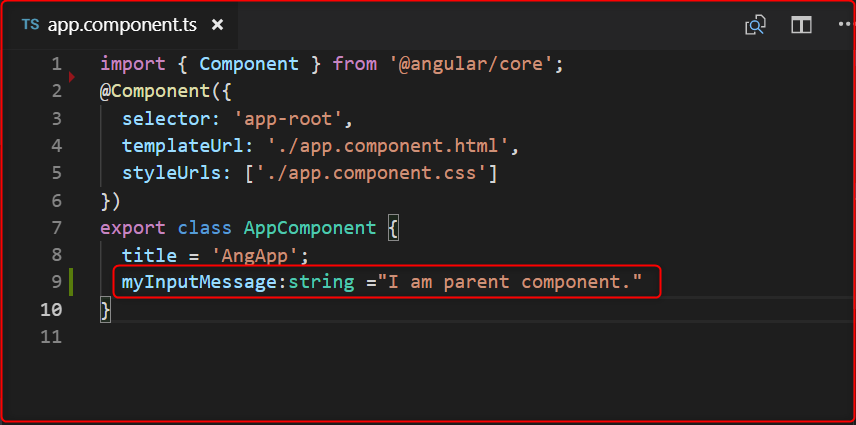 TS app.component.ts ×
1 import { Component } from '@angular/core';
2 @Component({
3 selector: 'app-root',
4 templateUrl: './app.component.html',
5 styleUrls: ['./app.component.css']
6 })
7 export class AppComponent {
8 title = 'AngApp';
9 myInputMessage:string ="I am parent component."
10 }
11